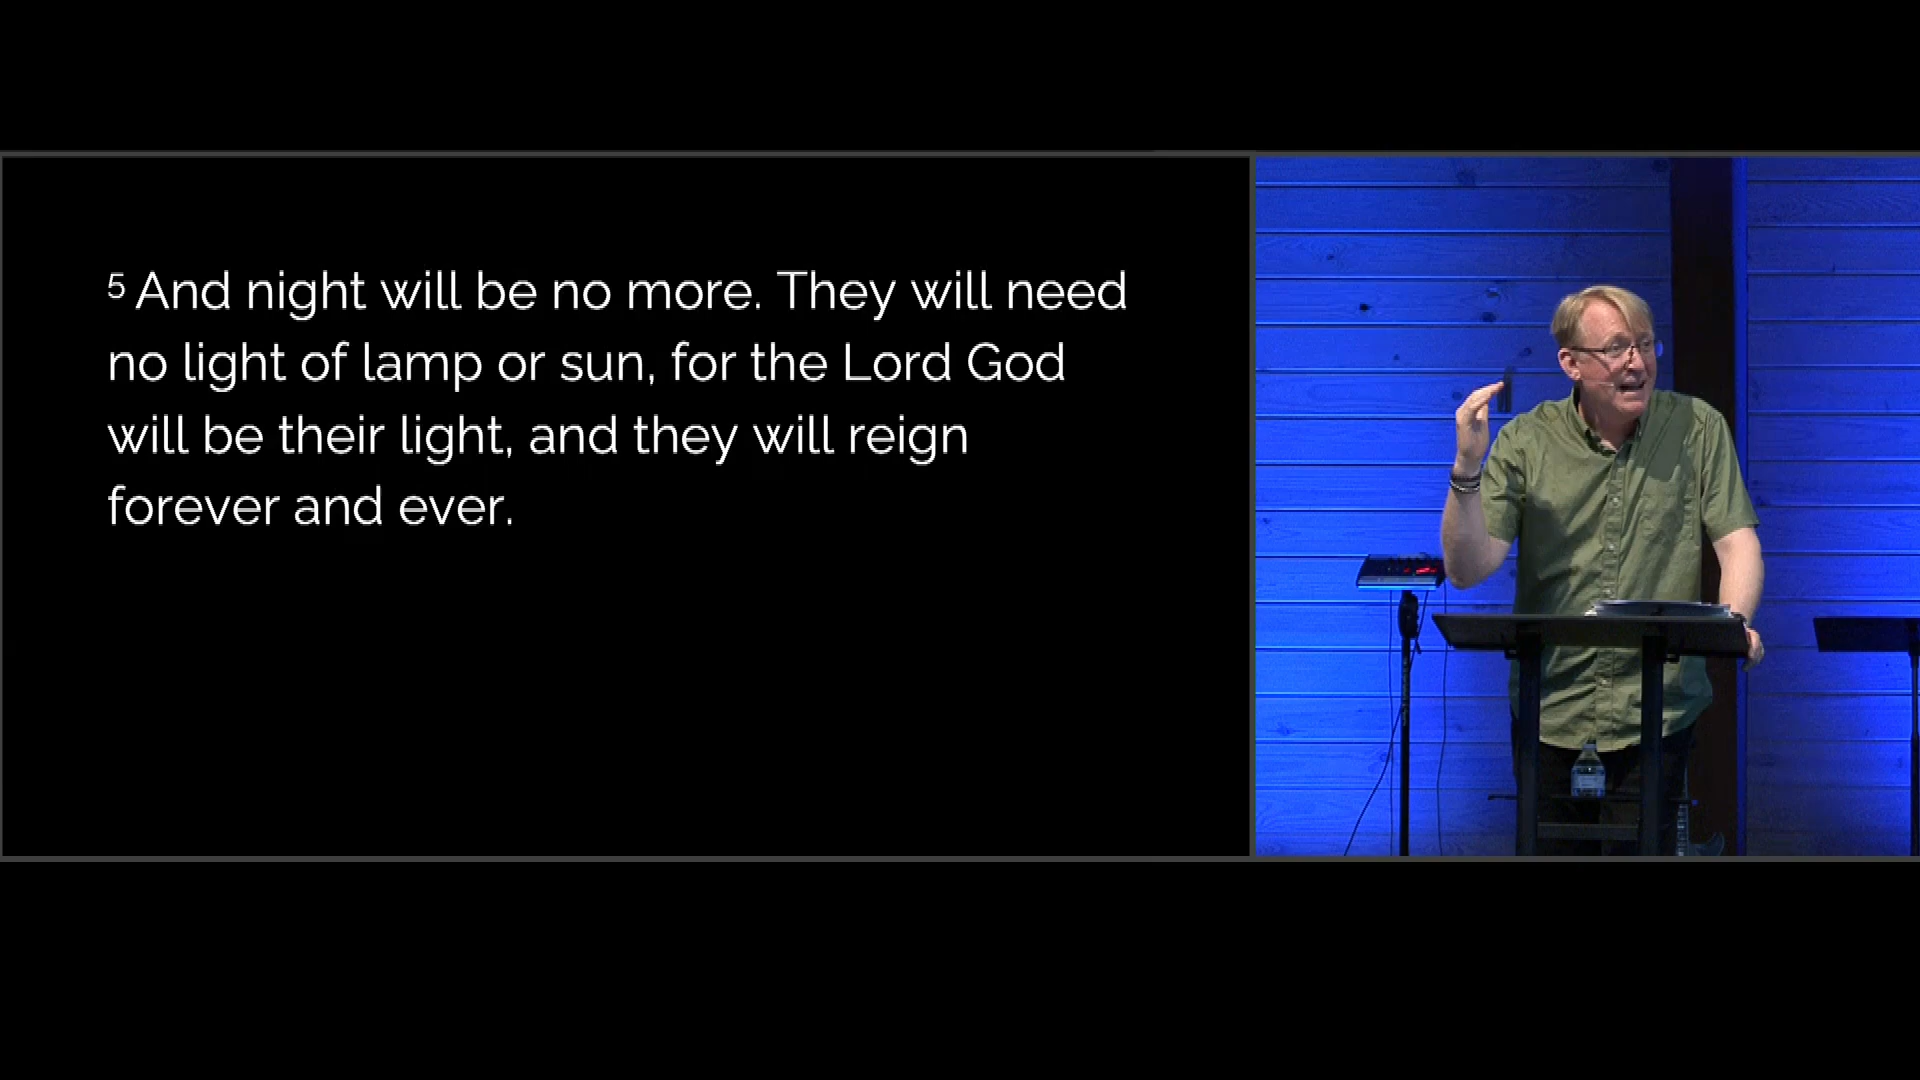 5 And night will be no more. They will need
no light of lamp or sun, for the Lord God
will be their light, and they will reign
forever and ever.